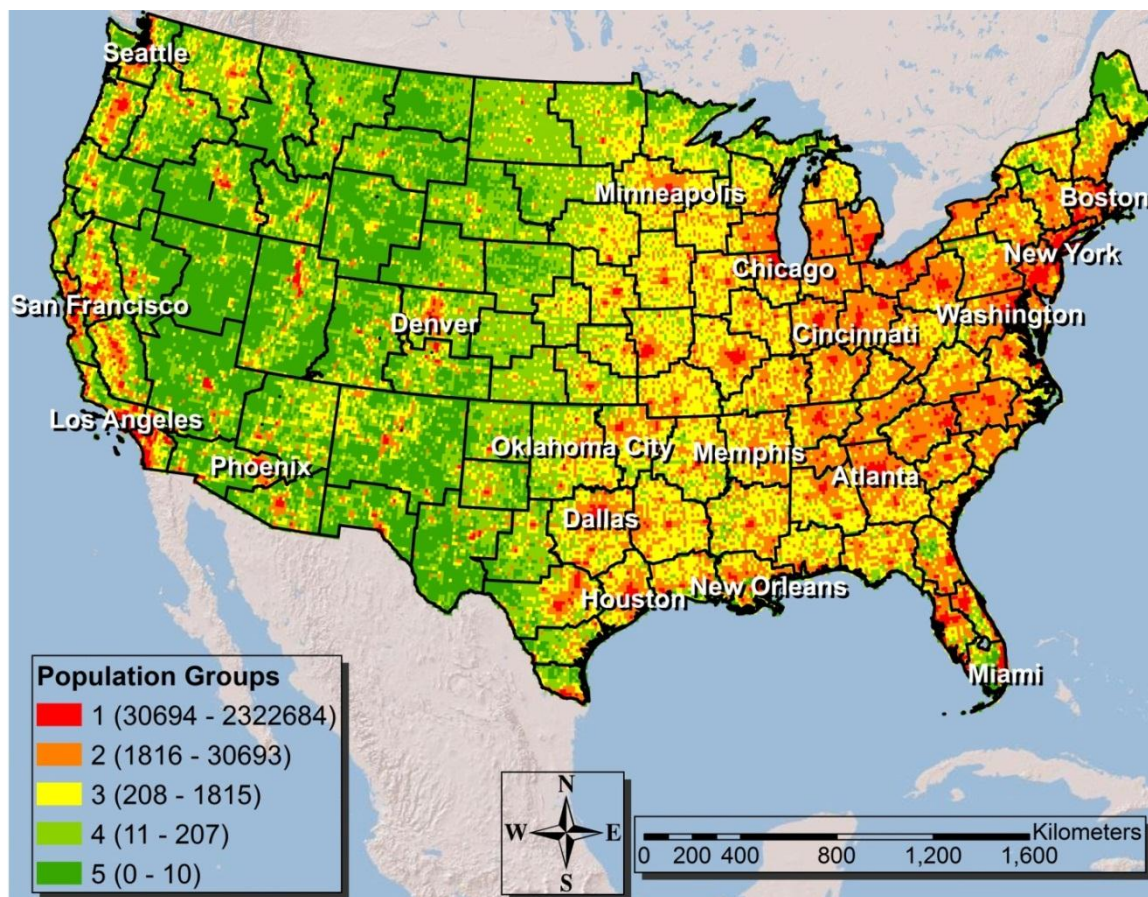 Seattle
Minneapolis
Boston
New York
Chicago
San Francisco
Denver
Cincinnati
Washington
Los Angeles
Oklahoma City
Memphis
Phoenix
Atlanta
Dallas
Houston
New Orleans
Miami
Population Groups
1 (30694 - 2322684)
2 (1816 - 30693)
3 (208 - 1815)
4 (11 - 207)
5 (0 - 10)
N
W E
S
Kilometers
0 200 400 800 1,200 1,600